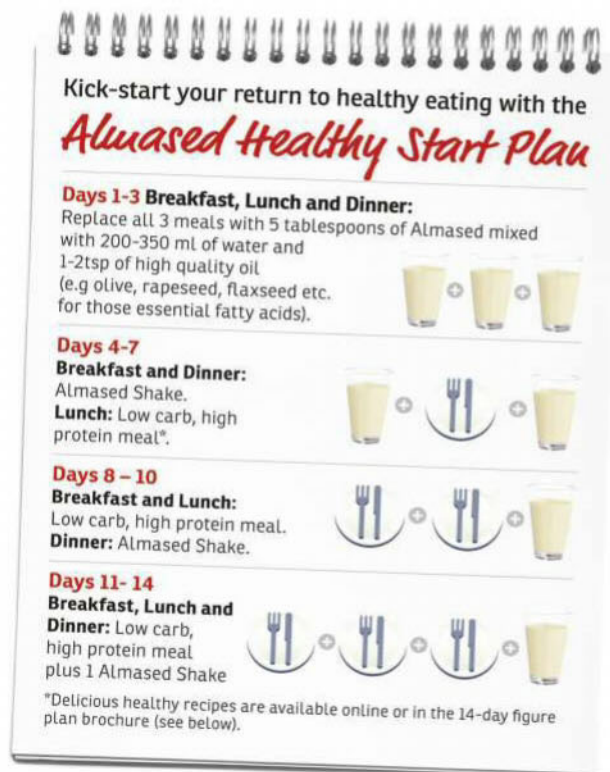 Kick-start your return to healthy eating with the
Almased Healthy Start Plan
Days 1-3 Breakfast, Lunch and Dinner:
Replace all 3 meals with 5 tablespoons of Almased mixed
with 200-350 ml of water and
1-2tsp of high quality oil
(e.g olive, rapeseed, flaxseed etc.
for those essential fatty acids).
Days 4-7
Breakfast and Dinner:
Almased Shake.
Lunch: Low carb, high
protein meal*.
Days 8 – 10
Breakfast and Lunch:
Low carb, high protein meal.
Dinner: Almased Shake.
Days 11- 14
Breakfast, Lunch and
Dinner: Low carb,
high protein meal
plus 1 Almased Shake
*Delicious healthy recipes are available online or in the 14-day figure
plan brochure (see below).